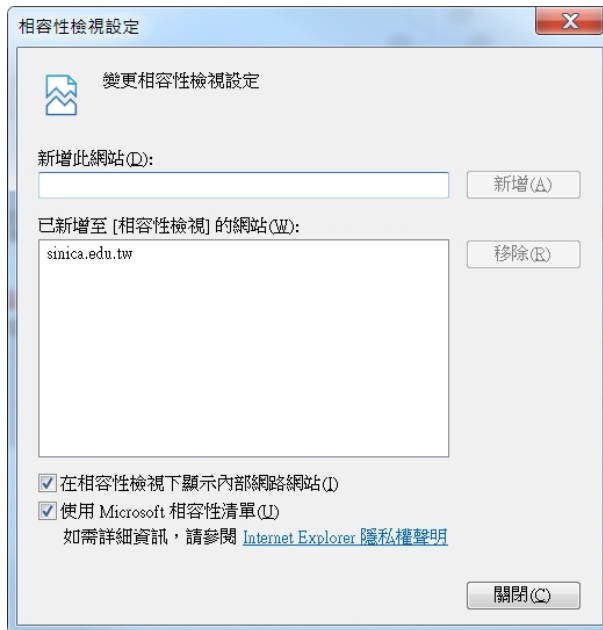 相容性檢視設定
變更相容性檢視設定
新增此網站(D):
新增(A)
已新增至 [相容性檢視] 的網站(W):
sinica.edu.tw
移除(R)
在相容性檢視下顯示內部網路網站(I)
使用 Microsoft 相容性清單(U)
如需詳細資訊，請參閱 Internet Explorer 隱私權聲明
關閉(C)